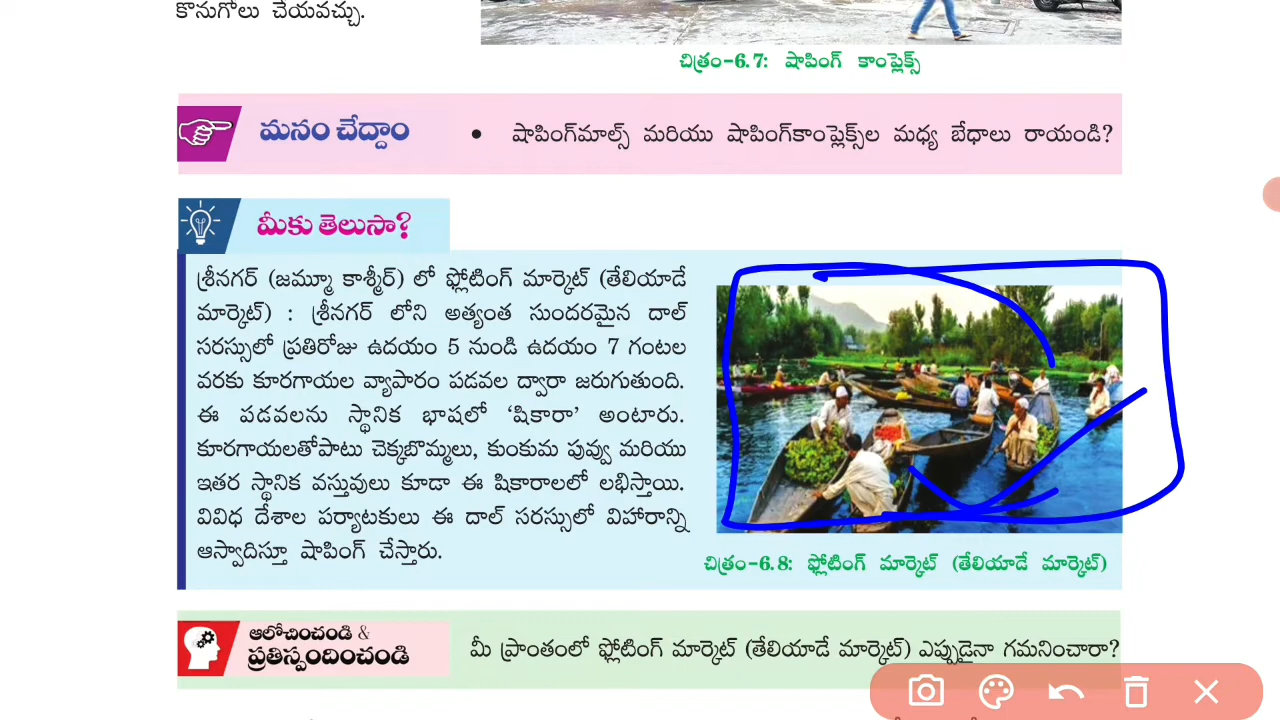 కొనుగోలు చేయవచ్చు.
చిత్రం-6.7: షాపింగ్ కాంప్లెక్స్
మనం చేద్దాం
• షాపింగ్‌మాల్స్ మరియు షాపింగ్‌కాంప్లెక్స్‌ల మధ్య బేధాలు రాయండి?
మీకు తెలుసా?
శ్రీనగర్ (జమ్మూ కాశ్మీర్) లో ఫ్లోటింగ్ మార్కెట్ (తేలియాడే
మార్కెట్) : శ్రీనగర్ లోని అత్యంత సుందరమైన దాల్
సరస్సులో ప్రతిరోజు ఉదయం 5 నుండి ఉదయం 7 గంటల
వరకు కూరగాయల వ్యాపారం పడవల ద్వారా జరుగుతుంది.
ఈ పడవలను స్థానిక భాషలో ‘షికారా’ అంటారు.
కూరగాయలతోపాటు చెక్కబొమ్మలు, కుంకుమ పువ్వు మరియు
ఇతర స్థానిక వస్తువులు కూడా ఈ షికారాలలో లభిస్తాయి.
వివిధ దేశాల పర్యాటకులు ఈ దాల్ సరస్సులో విహారాన్ని
ఆస్వాదిస్తూ షాపింగ్ చేస్తారు.
చిత్రం-6.8: ఫ్లోటింగ్ మార్కెట్ (తేలియాడే మార్కెట్)
ఆలోచించండి &
ప్రతిస్పందించండి
మీ ప్రాంతంలో ఫ్లోటింగ్ మార్కెట్ (తేలియాడే మార్కెట్) ఎప్పుడైనా గమనించారా?